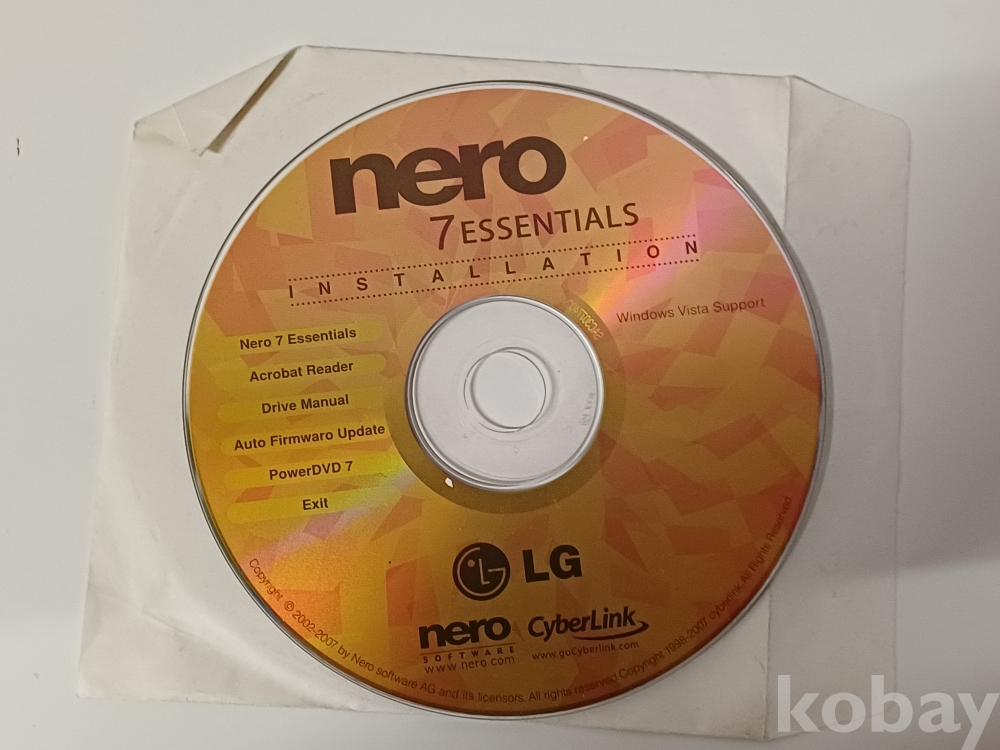 nero
7 ESSENTIALS
INSTALLATION
Windows Vista Support
Nero 7 Essentials
Acrobat Reader
Drive Manual
Auto Firmwaro Update
PowerDVD 7
Exit
LG
nero
SOFTWARE
www.nero.com
CyberLink
www.goCyberlink.com
Copyright © 2002-2007 by Nero software AG and its licensors. All rights reserved Copyright 1998-2007 cyberlink All Rights Reserved
kobay